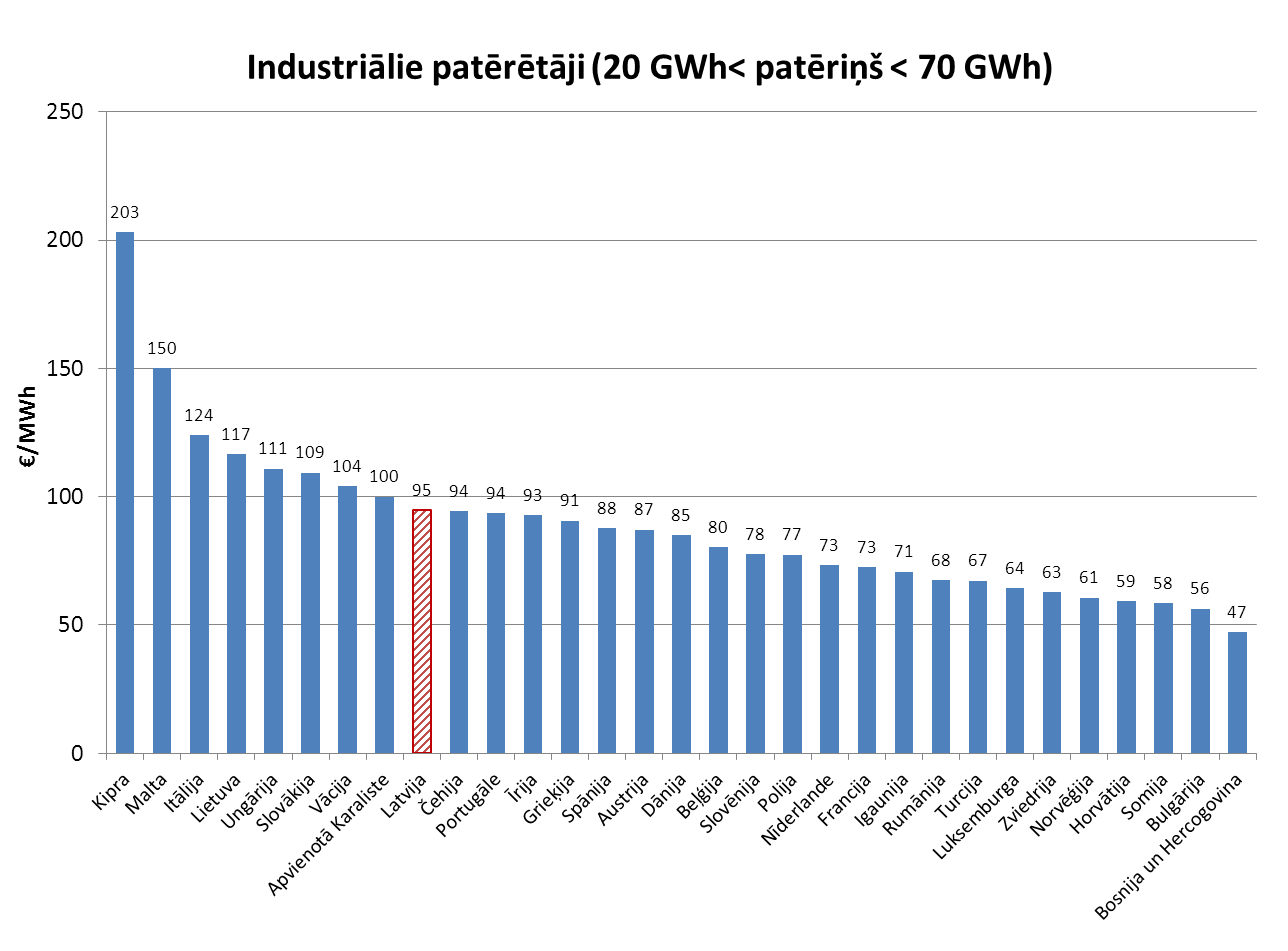 Industriālie patērētāji (20 GWh< patēriņš < 70 GWh)
€/MWh
250
200
150
100
50
0
203
150
124
117
111
109
104
100
95
94
94
93
91
88
87
85
80
78
77
73
73
71
68
67
64
63
61
59
58
56
47
Kipra
Malta
Itālija
Lietuva
Ungārija
Slovākija
Vācija
Apvienotā Karaliste
Latvija
Čehija
Portugāle
Īrija
Grieķija
Spānija
Austrija
Dānija
Beļģija
Slovēnija
Polija
Nīderlande
Francija
Igaunija
Rumānija
Turcija
Luksemburga
Zviedrija
Norvēģija
Horvātija
Somija
Bulgārija
Bosnija un Hercogovina